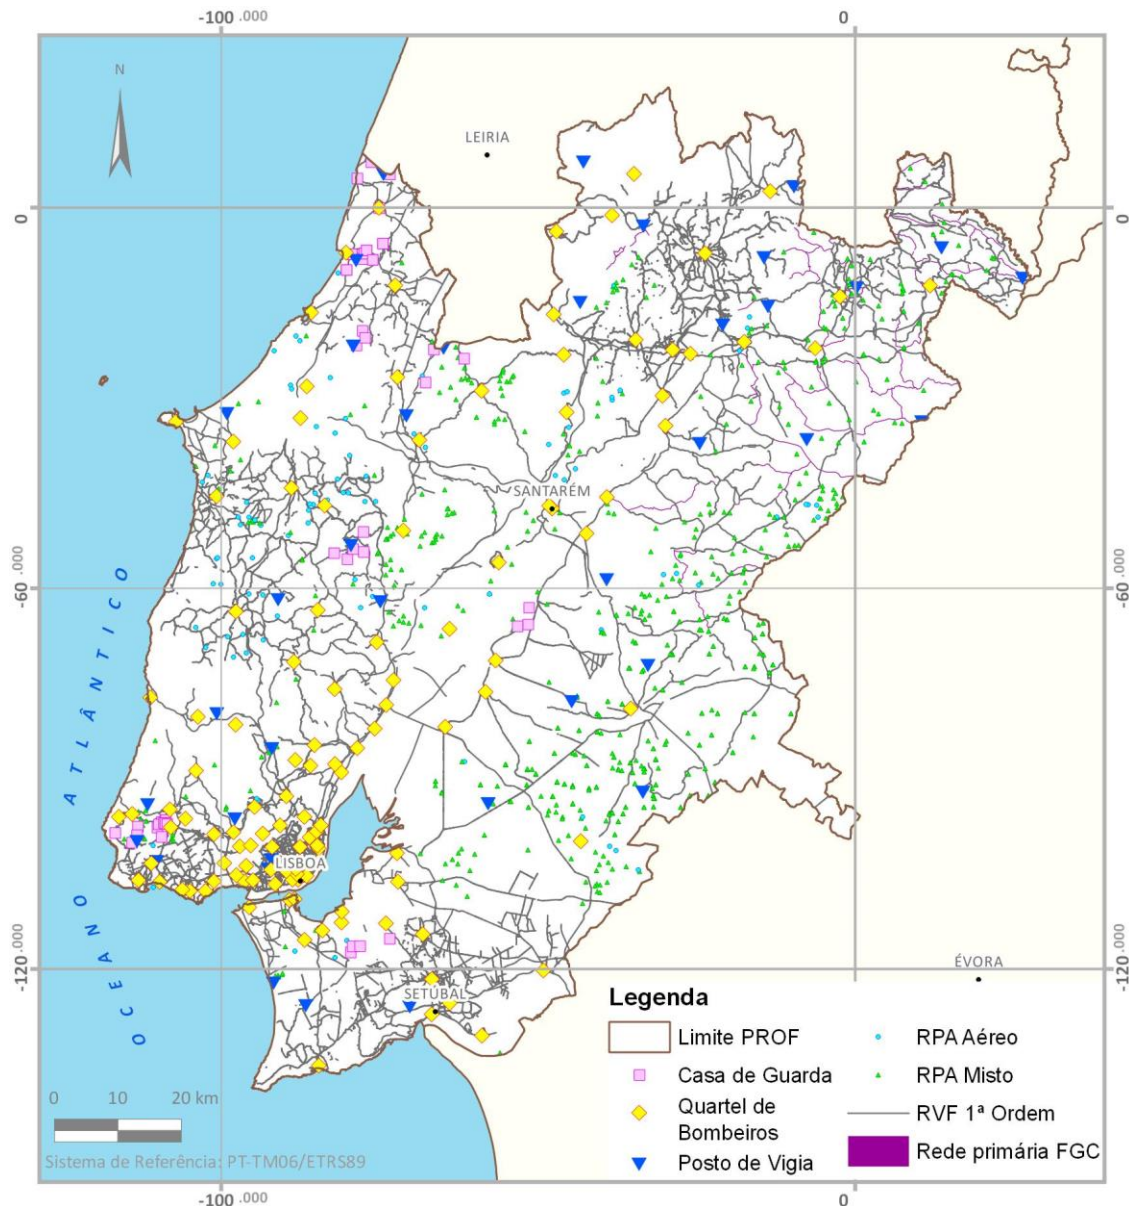 -100 .000
0
N
LEIRIA
0
0
SANTARÉM
-60 .000
-60 .000
OCEANO ATLÂNTICO
LISBOA
ÉVORA
-120 .000
-120 .000
SETÚBAL
Legenda
Limite PROF
Casa de Guarda
Quartel de
Bombeiros
Posto de Vigia
RPA Aéreo
RPA Misto
RVF 1ª Ordem
Rede primária FGC
0 10 20 km
Sistema de Referência: PT-TM06/ETRS89
-100 .000
0